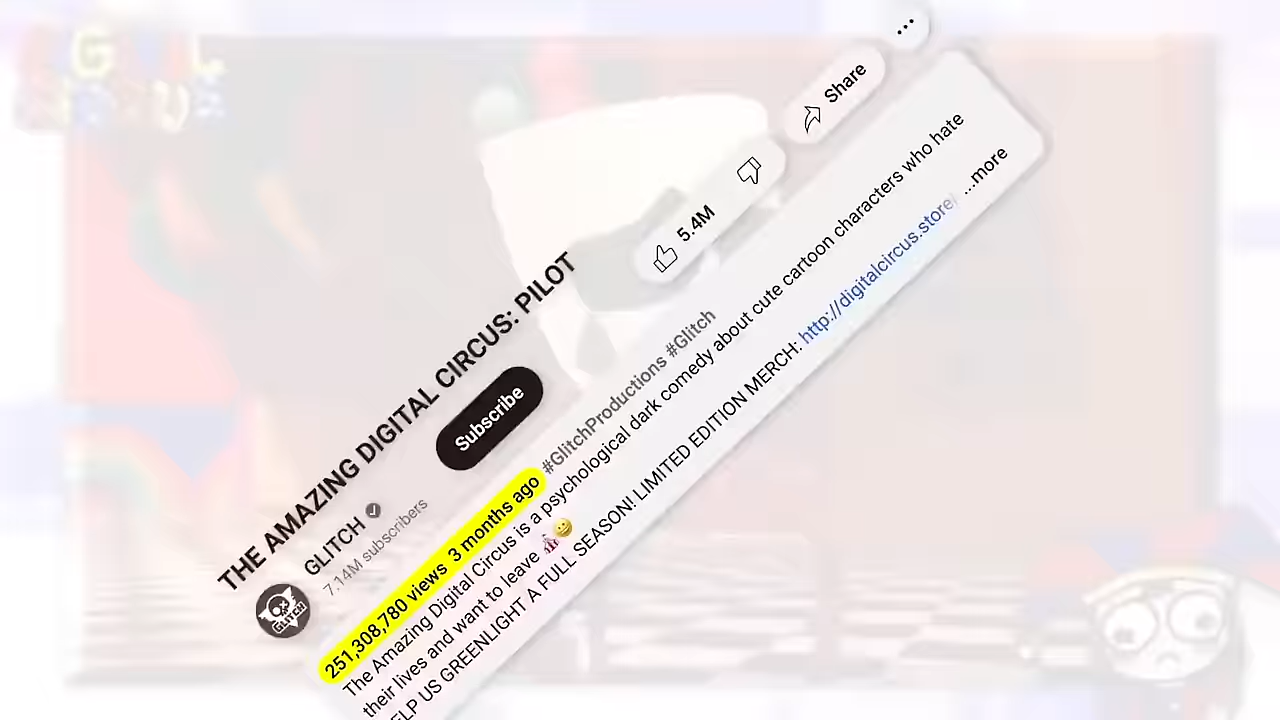 THE AMAZING DIGITAL CIRCUS: PILOT
GLITCH
7.14M subscribers
Subscribe
5.4M
Share
251,308,780 views 3 months ago #GlitchProductions #Glitch
The Amazing Digital Circus is a psychological dark comedy about cute cartoon characters who hate
their lives and want to leave
ELP US GREENLIGHT A FULL SEASON! LIMITED EDITION MERCH: http://digitalcircus.store/ ...more
GLITCH